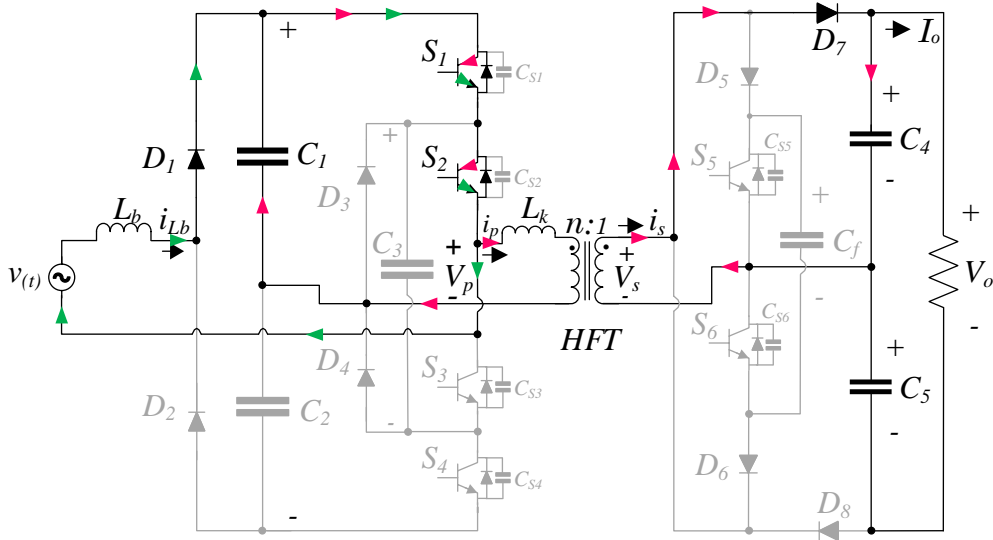 S1
CS1
D1
C1
+
D3
+
S2
CS2
Lb
iLb
v(t)
C3
ip
Lk
n:1
is
+
Vp
-
+
Vs
-
HFT
D2
C2
D4
-
-
S3
CS3
S4
CS4
D5
D7
Io
S5
CS5
+
C4
-
+
Cf
-
+
Vo
-
S6
CS6
+
C5
-
D6
D8